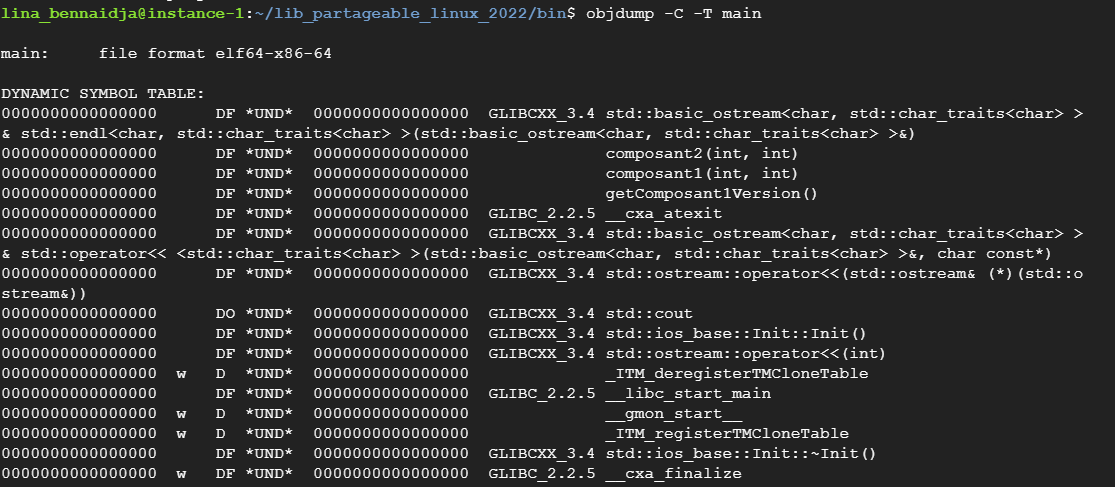 lina_bennaidja@instance-1:~/lib_partageable_linux_2022/bin$ objdump -C -T main
main:     file format elf64-x86-64
DYNAMIC SYMBOL TABLE:
0000000000000000      DF *UND*  0000000000000000  GLIBCXX_3.4 std::basic_ostream<char, std::char_traits<char> >
& std::endl<char, std::char_traits<char> >(std::basic_ostream<char, std::char_traits<char> >&)
0000000000000000      DF *UND*  0000000000000000              composant2(int, int)
0000000000000000      DF *UND*  0000000000000000              composant1(int, int)
0000000000000000      DF *UND*  0000000000000000              getComposant1Version()
0000000000000000      DF *UND*  0000000000000000  GLIBC_2.2.5 __cxa_atexit
0000000000000000      DF *UND*  0000000000000000  GLIBCXX_3.4 std::basic_ostream<char, std::char_traits<char> >
& std::operator<< <std::char_traits<char> >(std::basic_ostream<char, std::char_traits<char> >&, char const*)
0000000000000000      DF *UND*  0000000000000000  GLIBCXX_3.4 std::ostream::operator<<(std::ostream& (*)(std::o
stream&))
0000000000000000      DO *UND*  0000000000000000  GLIBCXX_3.4 std::cout
0000000000000000      DF *UND*  0000000000000000  GLIBCXX_3.4 std::ios_base::Init::Init()
0000000000000000      DF *UND*  0000000000000000  GLIBCXX_3.4 std::ostream::operator<<(int)
0000000000000000  w   D  *UND*  0000000000000000              _ITM_deregisterTMCloneTable
0000000000000000      DF *UND*  0000000000000000  GLIBC_2.2.5 __libc_start_main
0000000000000000  w   D  *UND*  0000000000000000              __gmon_start__
0000000000000000  w   D  *UND*  0000000000000000              _ITM_registerTMCloneTable
0000000000000000      DF *UND*  0000000000000000  GLIBCXX_3.4 std::ios_base::Init::~Init()
0000000000000000  w   DF *UND*  0000000000000000  GLIBC_2.2.5 __cxa_finalize